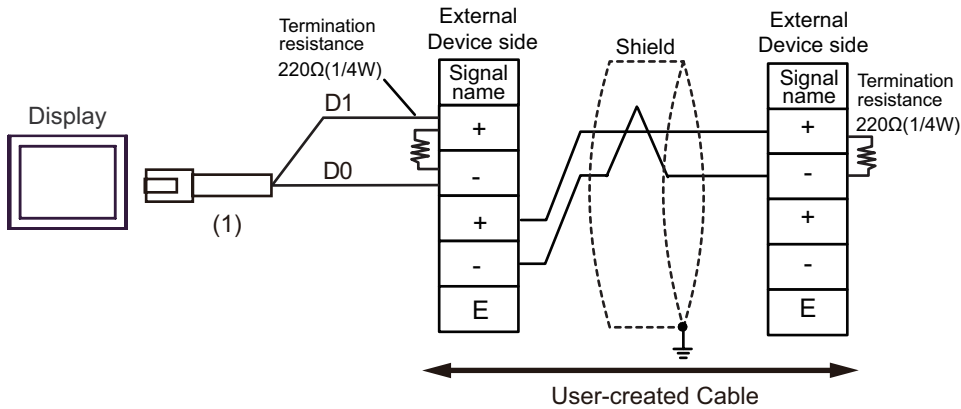 Termination
resistance
220Ω(1/4W)
External
Device side
External
Device side
Shield
Signal
name
Signal
name
Termination
resistance
220Ω(1/4W)
Display
D1
D0
(1)
+
-
+
-
E
+
-
+
-
E
User-created Cable